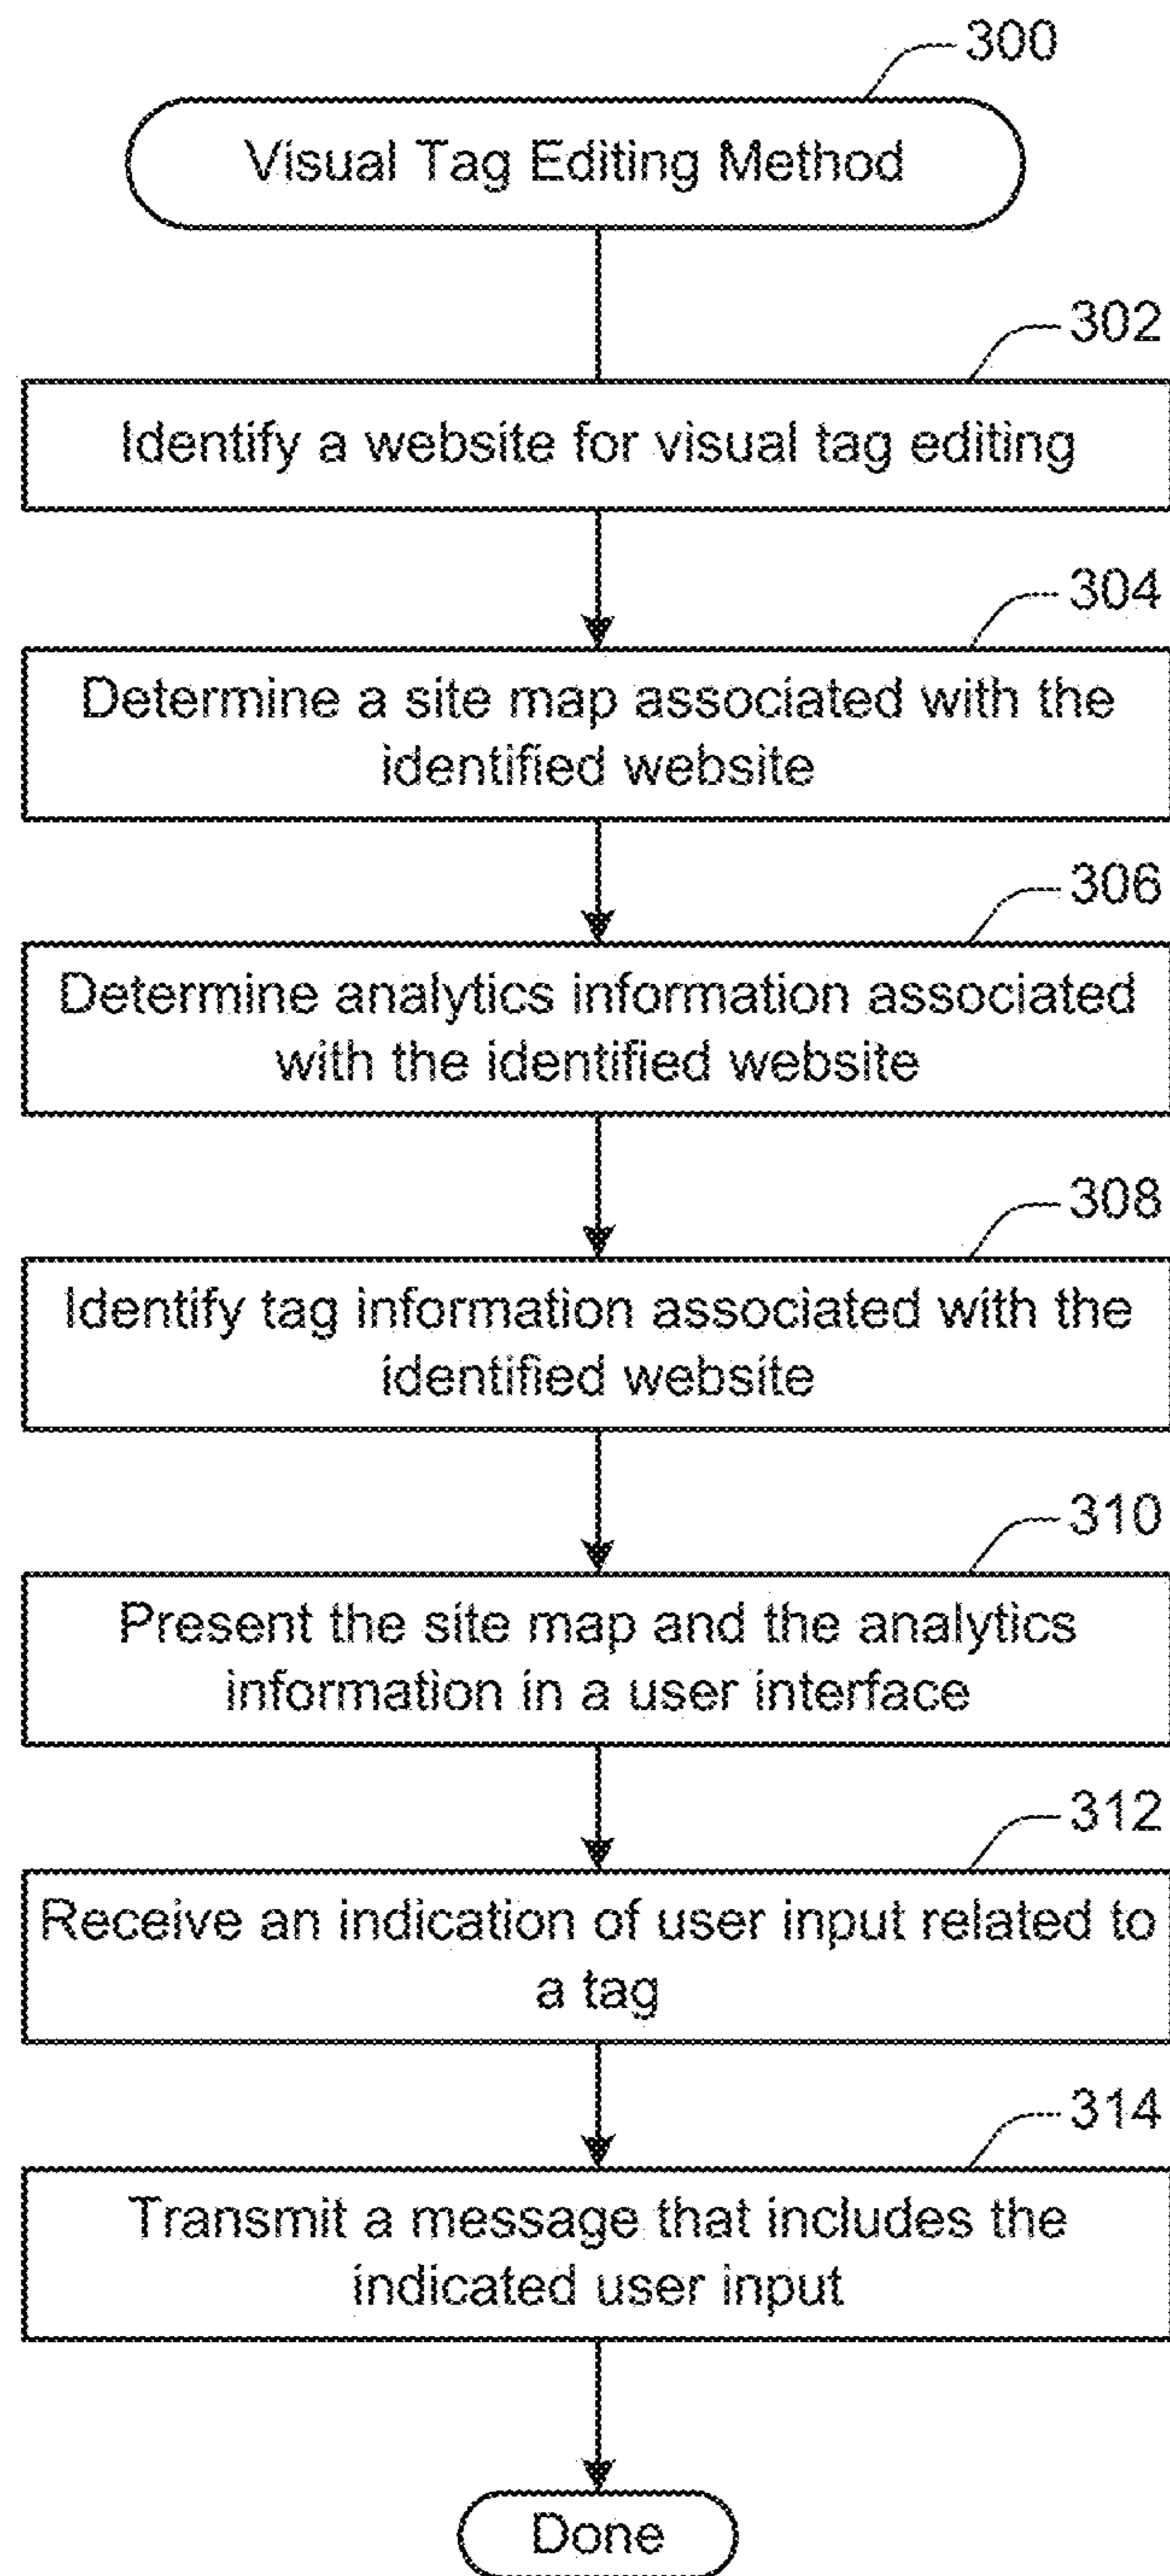 300
Visual Tag Editing Method
302
Identify a website for visual tag editing
304
Determine a site map associated with the
identified website
306
Determine analytics information associated
with the identified website
308
Identify tag information associated with the
identified website
310
Present the site map and the analytics
information in a user interface
312
Receive an indication of user input related to
a tag
314
Transmit a message that includes the
indicated user input
Done